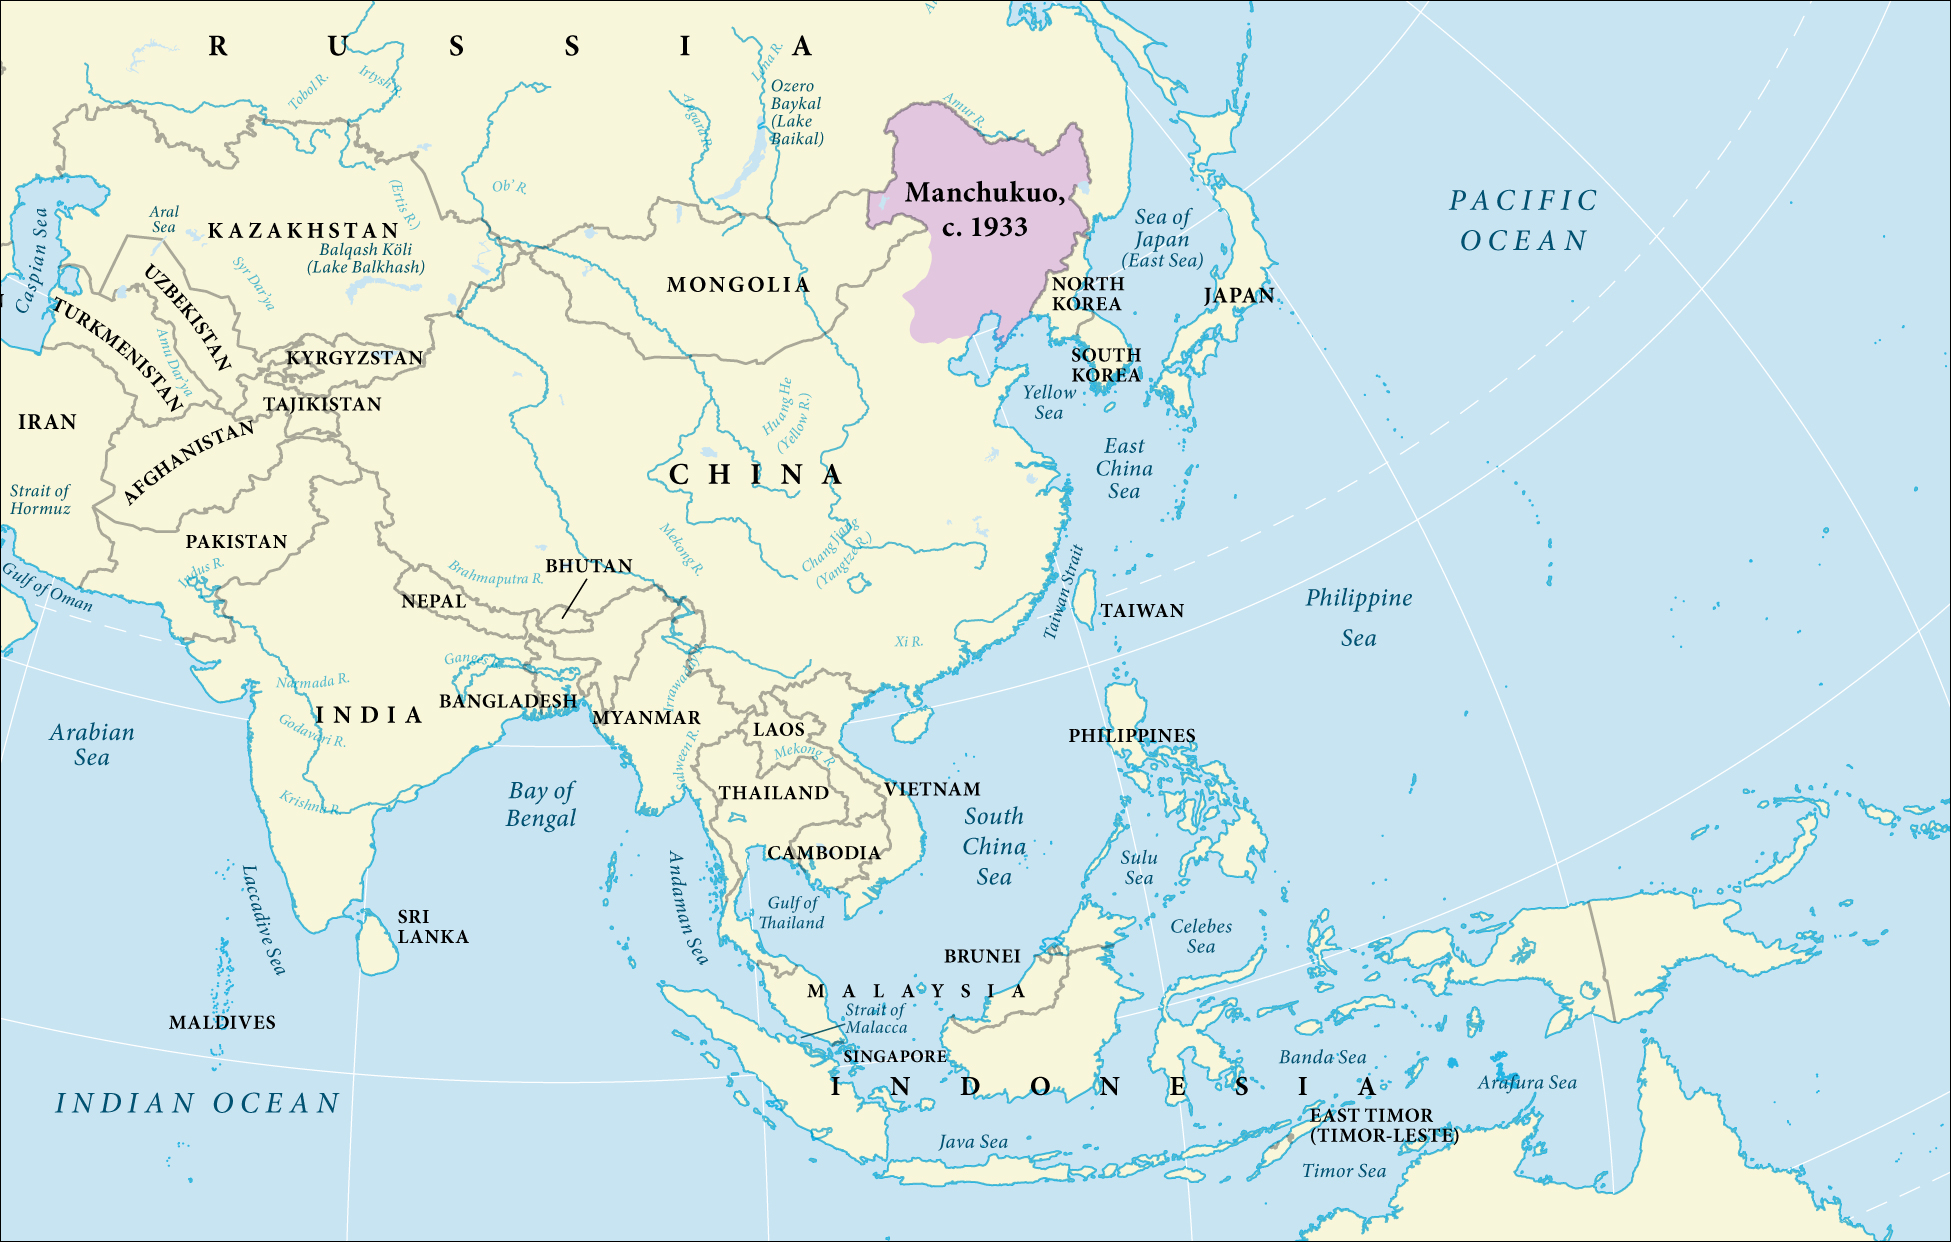 R U S S I A
Tobol R.
Irtysh R.
Lena R.
Angara R.
Ozero
Baykal
(Lake
Baikal)
Amur R.
Ob' R.
(Ertis R.)
Manchukuo,
c. 1933
PACIFIC
OCEAN
Sea of
Japan
(East Sea)
Caspian Sea
Aral
Sea
KAZAKHSTAN
Balqash Köli
(Lake Balkhash)
Syr Dar'ya
UZBEKISTAN
TURKMENISTAN
Amu Dar'ya
MONGOLIA
NORTH
KOREA
JAPAN
SOUTH
KOREA
KYRGYZSTAN
TAJIKISTAN
Yellow
Sea
Huang He
(Yellow R.)
IRAN
AFGHANISTAN
CHINA
East
China
Sea
Strait of
Hormuz
PAKISTAN
Indus R.
Gulf of Oman
Mekong R.
Chang Jiang
(Yangtze R.)
BHUTAN
Brahmaputra R.
NEPAL
Taiwan Strait
TAIWAN
Philippine
Sea
Xi R.
Ganges R.
Narmada R.
BANGLADESH
INDIA
Godavari R.
Irrawaddy R.
MYANMAR
LAOS
Mekong R.
Salween R.
Arabian
Sea
PHILIPPINES
THAILAND
VIETNAM
Krishna R.
Bay of
Bengal
South
China
Sea
CAMBODIA
Sulu
Sea
Laccadive Sea
Andaman Sea
Gulf of
Thailand
SRI
LANKA
Celebes
Sea
BRUNEI
MALAYSIA
Strait of
Malacca
MALDIVES
SINGAPORE
INDONESIA
Banda Sea
Arafura Sea
INDIAN OCEAN
EAST TIMOR
(TIMOR-LESTE)
Java Sea
Timor Sea